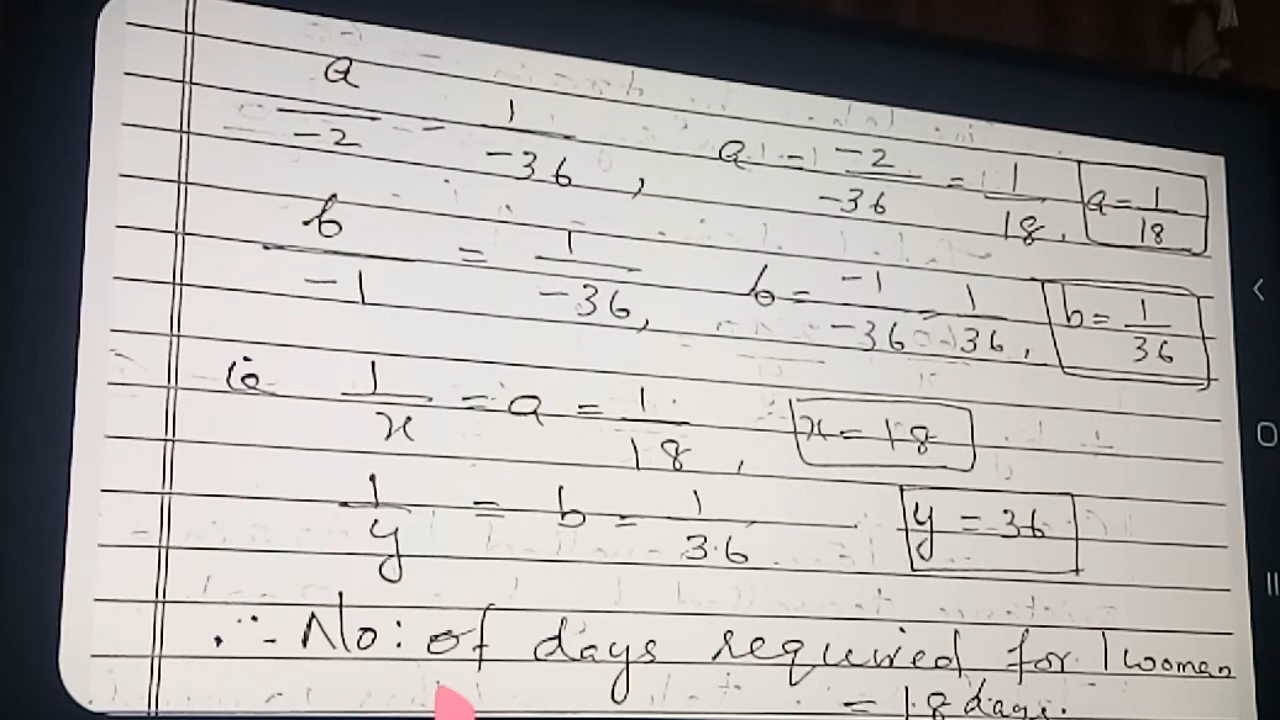 a/-2 = 1/-36, a = -2/-36 = 1/18. a = 1/18
b/-1 = 1/-36, b = -1/-36 = 1/36, b = 1/36
ie 1/x = a = 1/18, x = 18
1/y = b = 1/36 y = 36
∴ No: of days required for 1 woman
= 18 days.